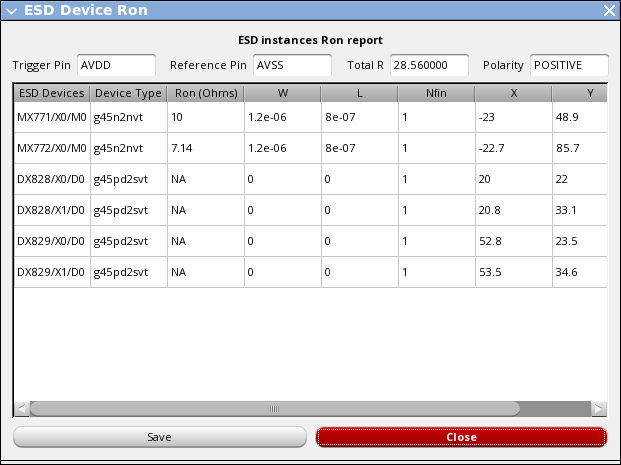 ESD Device Ron
ESD instances Ron report
Trigger Pin AVDD Reference Pin AVSS Total R 28.560000 Polarity POSITIVE
ESD Devices Device Type Ron (Ohms) W L Nfin X Y
MX771/X0/M0 g45n2nvt 10 1.2e-06 8e-07 1 -23 48.9
MX772/X0/M0 g45n2nvt 7.14 1.2e-06 8e-07 1 -22.7 85.7
DX828/X0/D0 g45pd2svt NA 0 0 1 20 22
DX828/X1/D0 g45pd2svt NA 0 0 1 20.8 33.1
DX829/X0/D0 g45pd2svt NA 0 0 1 52.8 23.5
DX829/X1/D0 g45pd2svt NA 0 0 1 53.5 34.6
Save Close